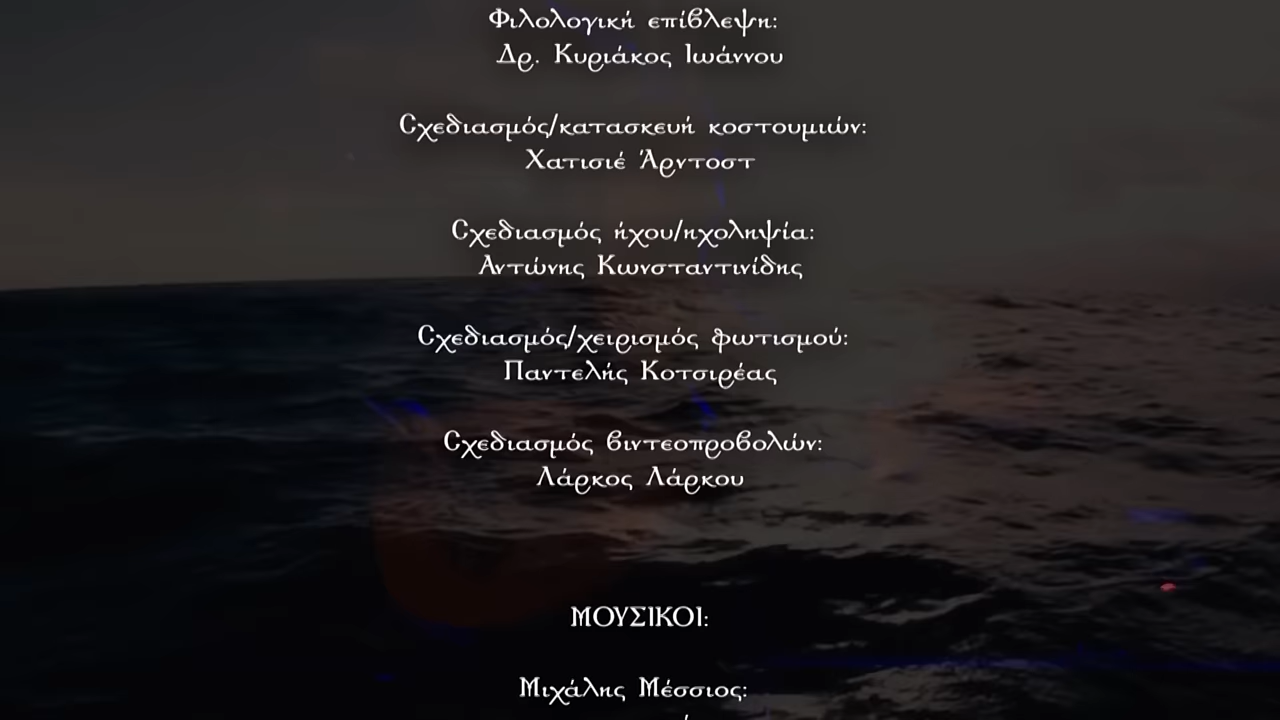 Φιλολογική επίβλεψη:
Δρ. Κυριάκος Ιωάννου
Σχεδιασμός/κατασκευή κοστουμιών:
Χατισιέ Άρντοστ
Σχεδιασμός ήχου/ηχοληψία:
Αντώνης Κωνσταντινίδης
Σχεδιασμός/χειρισμός φωτισμού:
Παντελής Κοτσιρέας
Σχεδιασμός βιντεοπροβολών:
Λάρκος Λάρκου
ΜΟΥΣΙΚΟΙ:
Μιχάλης Μέσσιος: